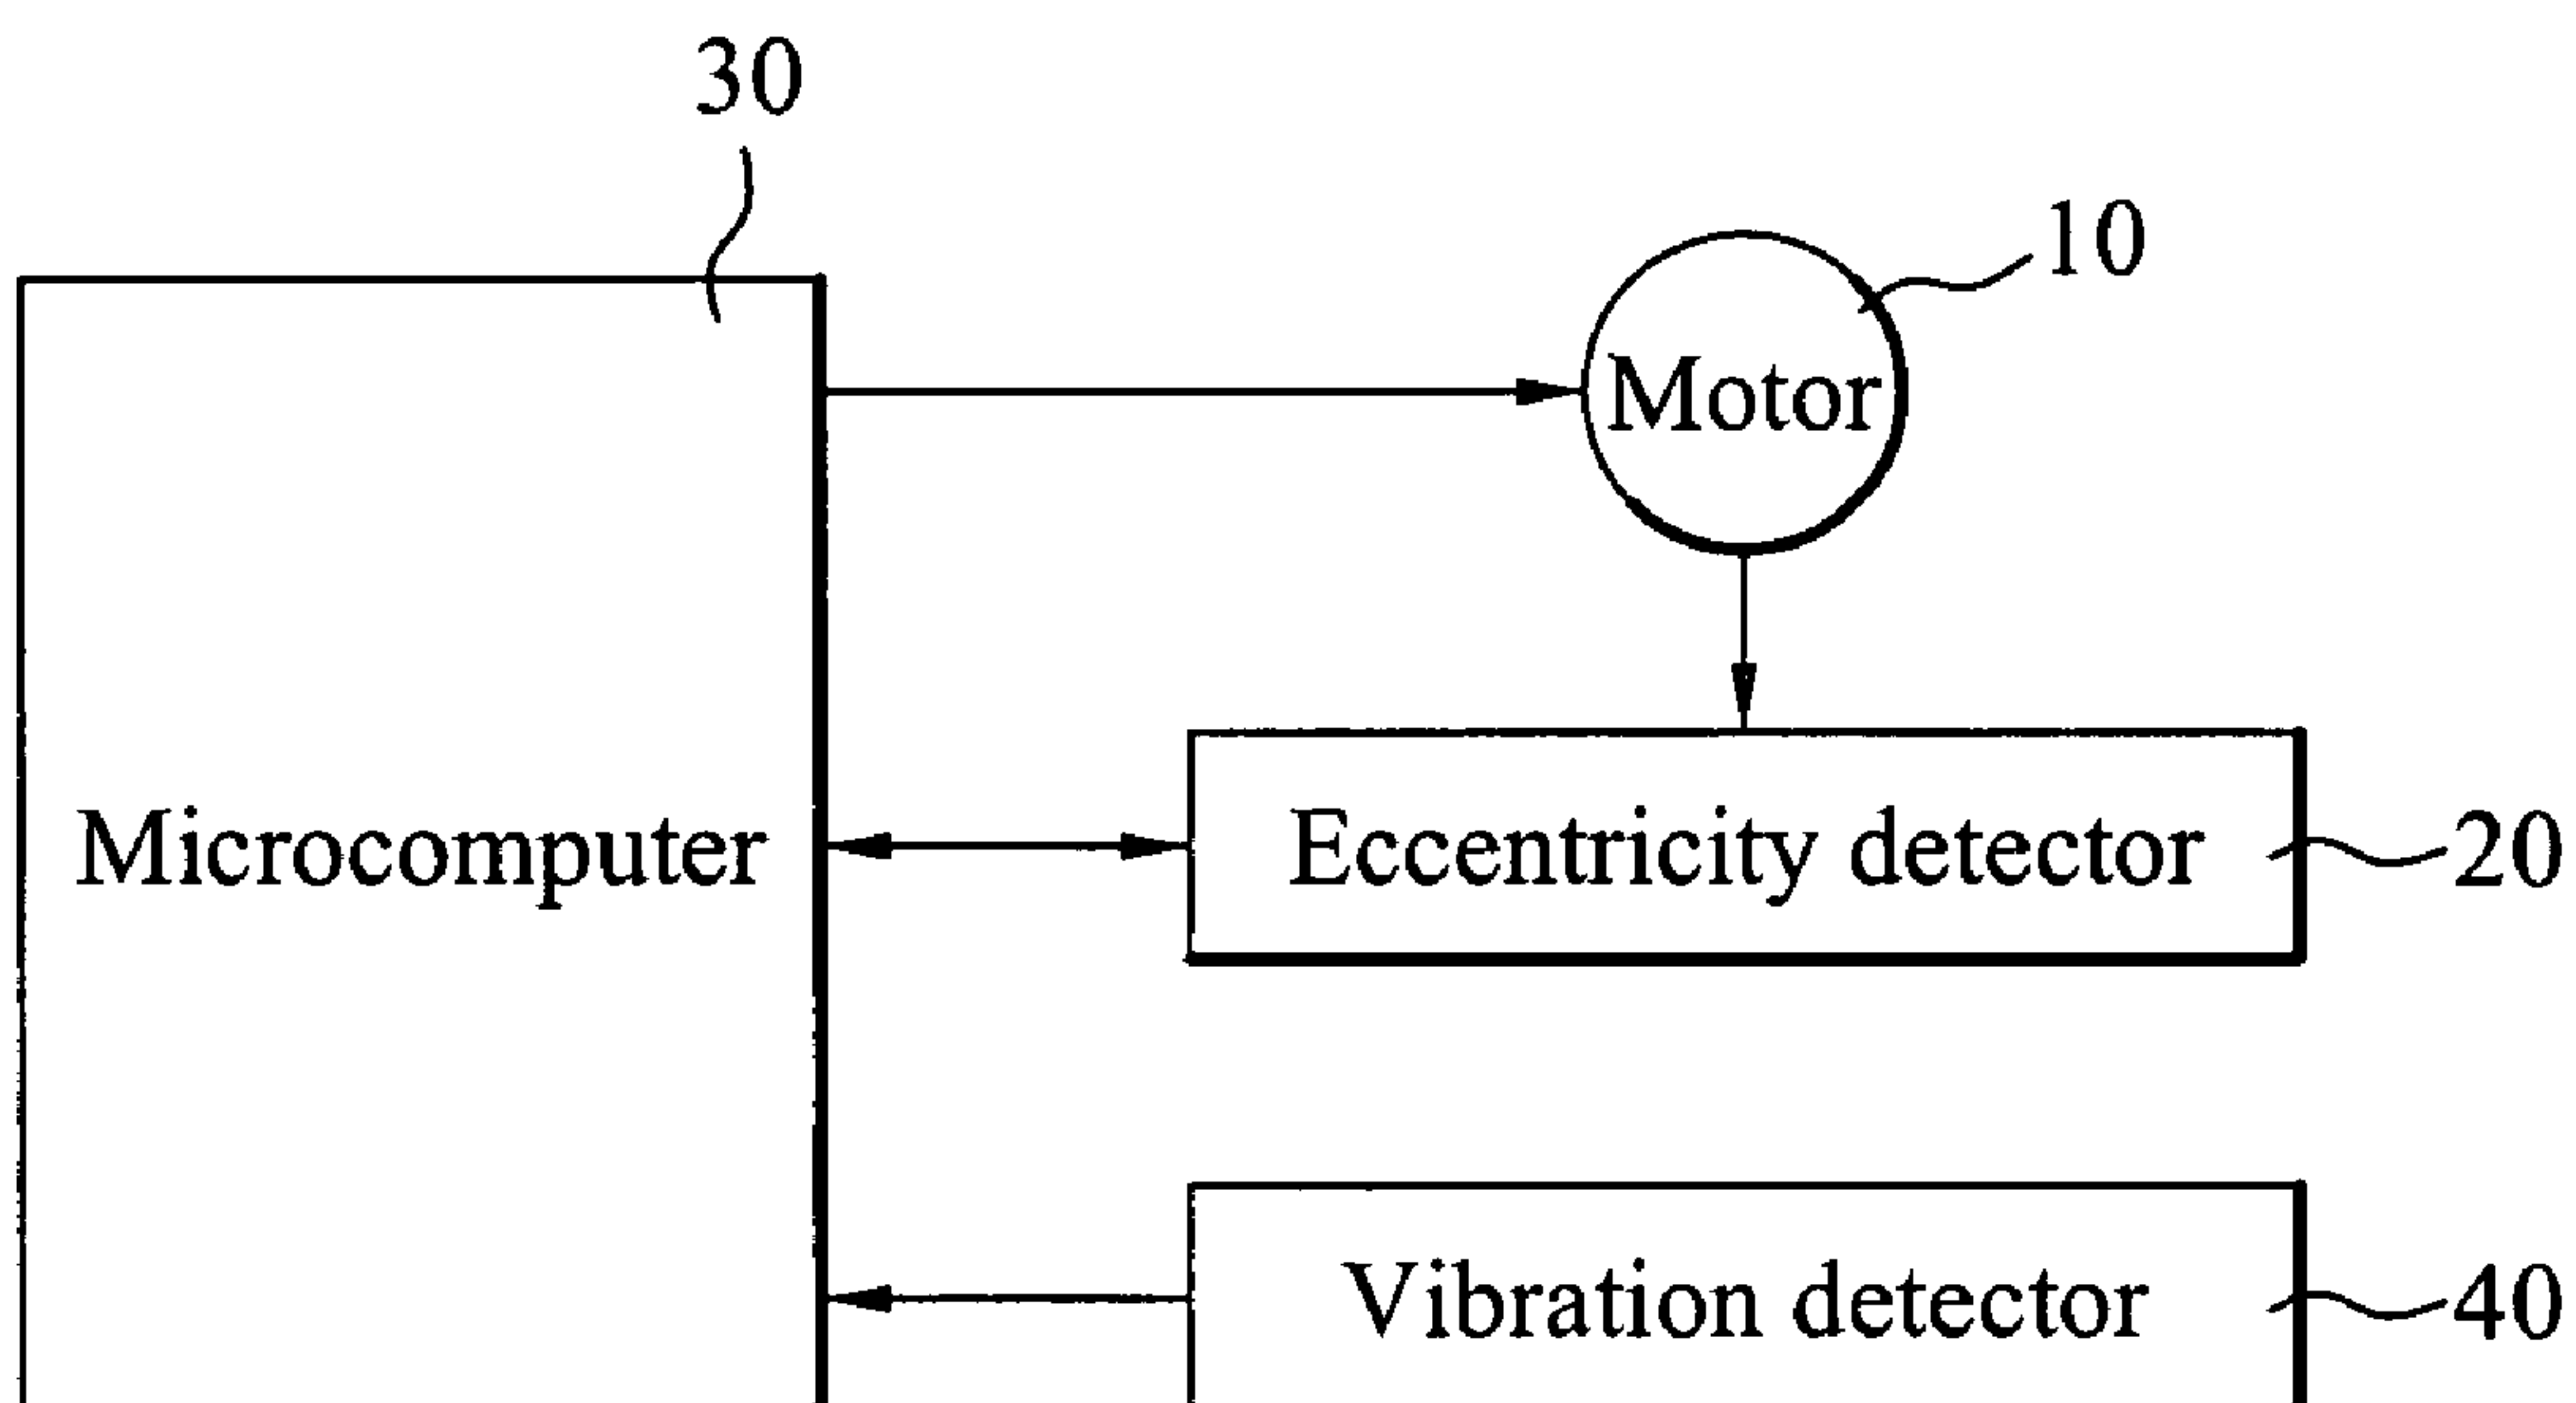 30
10
Motor
Microcomputer
Eccentricity detector
20
Vibration detector
40